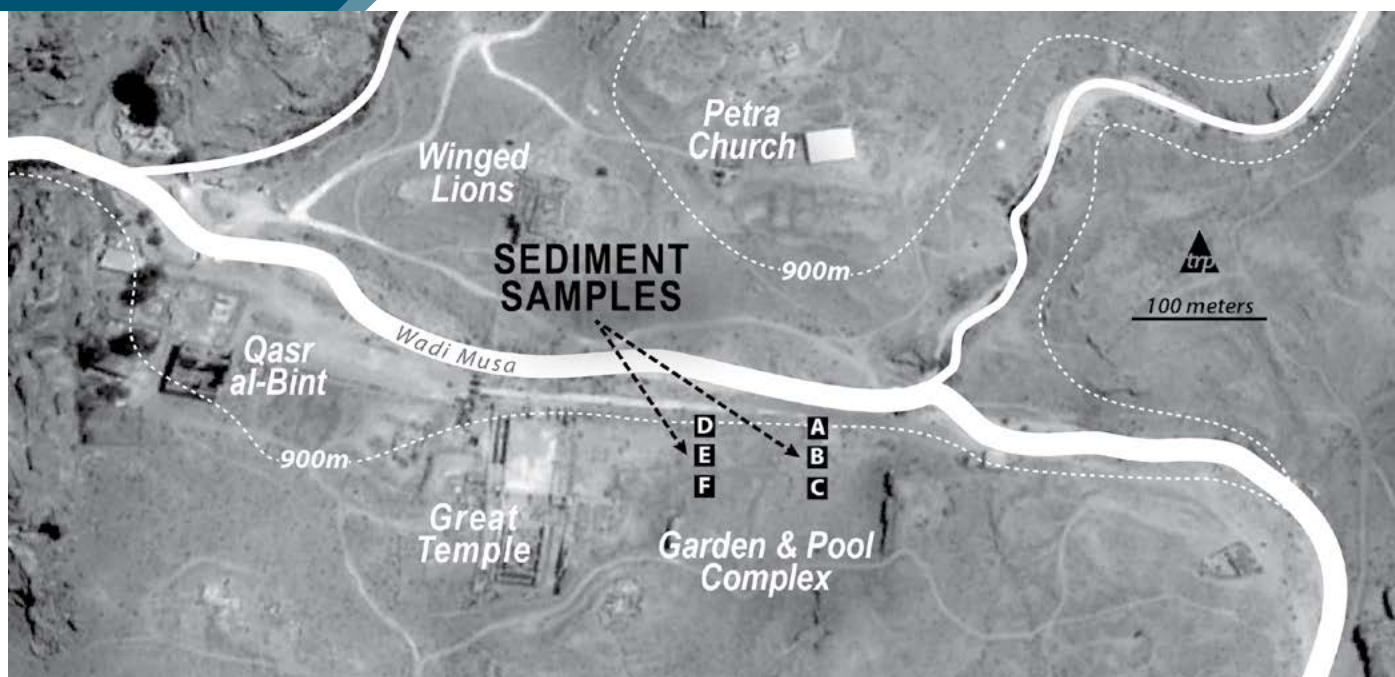 Petra
Church
Winged
Lions
SEDIMENT
SAMPLES
900m
trp
100 meters
Wadi Musa
Qasr
al-Bint
D
A
E
B
F
C
900m
Great
Temple
Garden & Pool
Complex